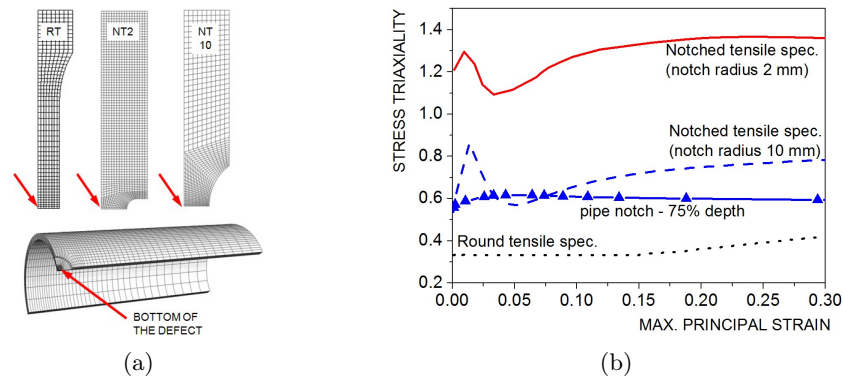 RT
NT2
NT
10
BOTTOM OF
THE DEFECT
(a)
STRESS TRIAXIALITY
1.4
1.2
1.0
0.8
0.6
0.4
0.2
Notched tensile spec.
(notch radius 2 mm)
Notched tensile spec.
(notch radius 10 mm)
pipe notch - 75% depth
Round tensile spec.
0.00 0.05 0.10 0.15 0.20 0.25 0.30
MAX. PRINCIPAL STRAIN
(b)